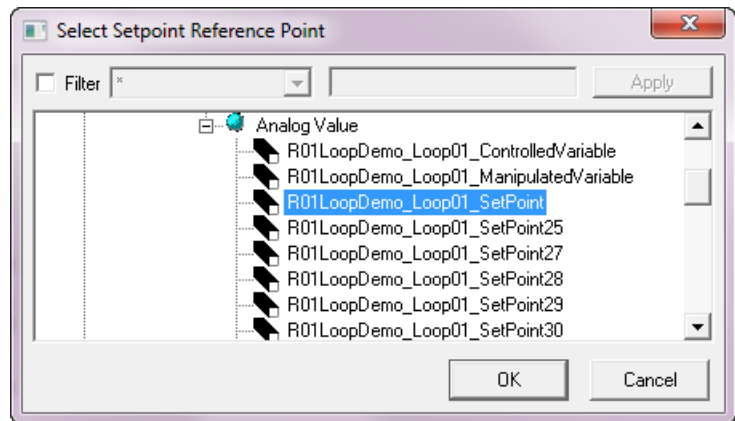 Select Setpoint Reference Point
Filter * Apply
Analog Value
R01LoopDemo_Loop01_ControlledVariable
R01LoopDemo_Loop01_ManipulatedVariable
R01LoopDemo_Loop01_SetPoint
R01LoopDemo_Loop01_SetPoint25
R01LoopDemo_Loop01_SetPoint27
R01LoopDemo_Loop01_SetPoint28
R01LoopDemo_Loop01_SetPoint29
R01LoopDemo_Loop01_SetPoint30
OK Cancel